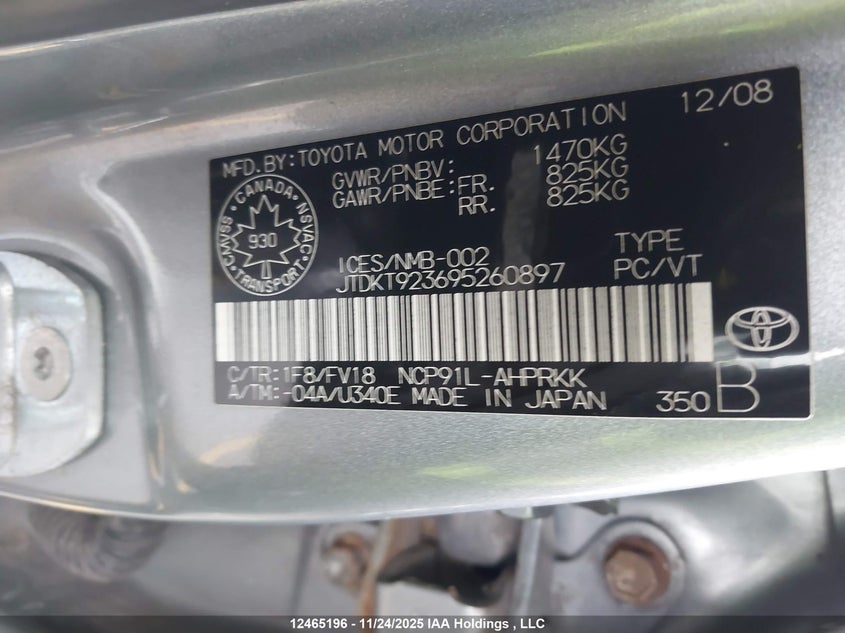 12/08
MFD.BY:TOYOTA MOTOR CORPORATION
GVWR/PNBV: 1470KG
GAWR/PNBE:FR. 825KG
RR. 825KG
CANADA
CMVSS 930 NSVAC
TRANSPORT
ICES/NMB-002 TYPE
JTDKT923695260897 PC/VT
C/TR:1F8/FV18 NCP91L-AHPRKK
A/TM:-04A/U340E MADE IN JAPAN 350 B
12465196 - 11/24/2025 IAA Holdings , LLC